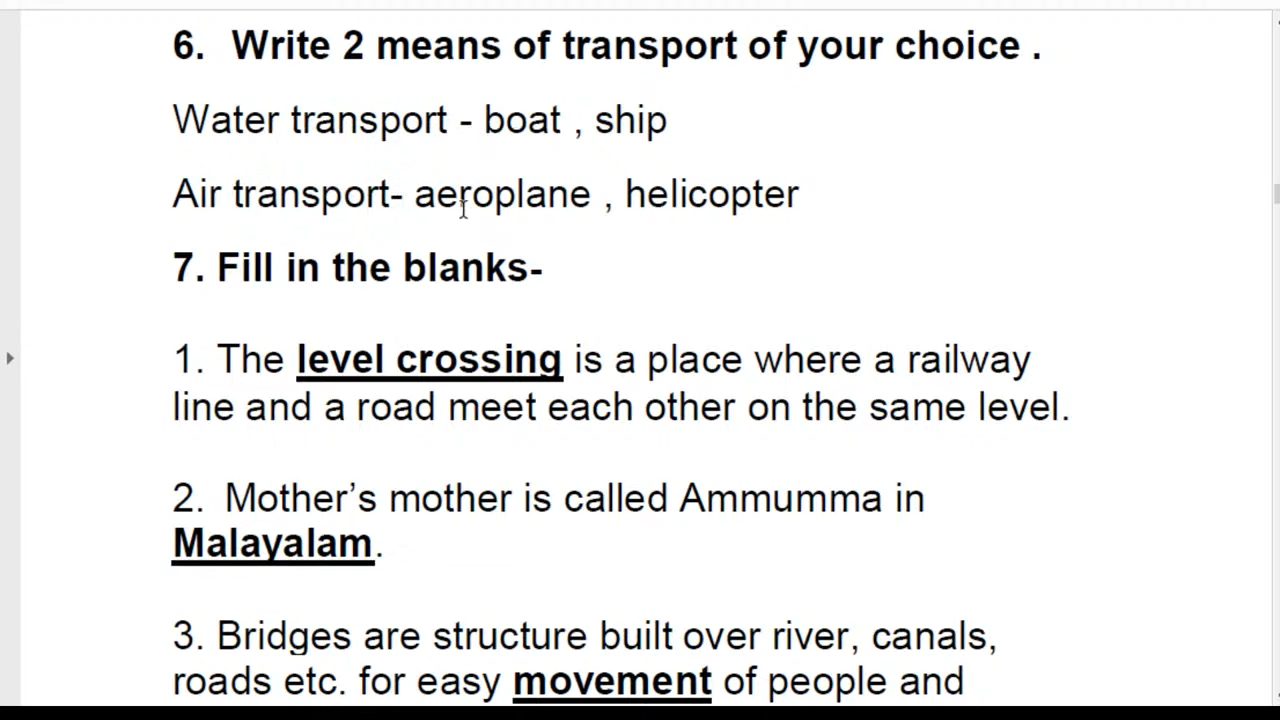 6. Write 2 means of transport of your choice .
Water transport - boat , ship
Air transport- aeroplane , helicopter
7. Fill in the blanks-
1. The level crossing is a place where a railway
line and a road meet each other on the same level.
2. Mother’s mother is called Ammumma in
Malayalam.
3. Bridges are structure built over river, canals,
roads etc. for easy movement of people and